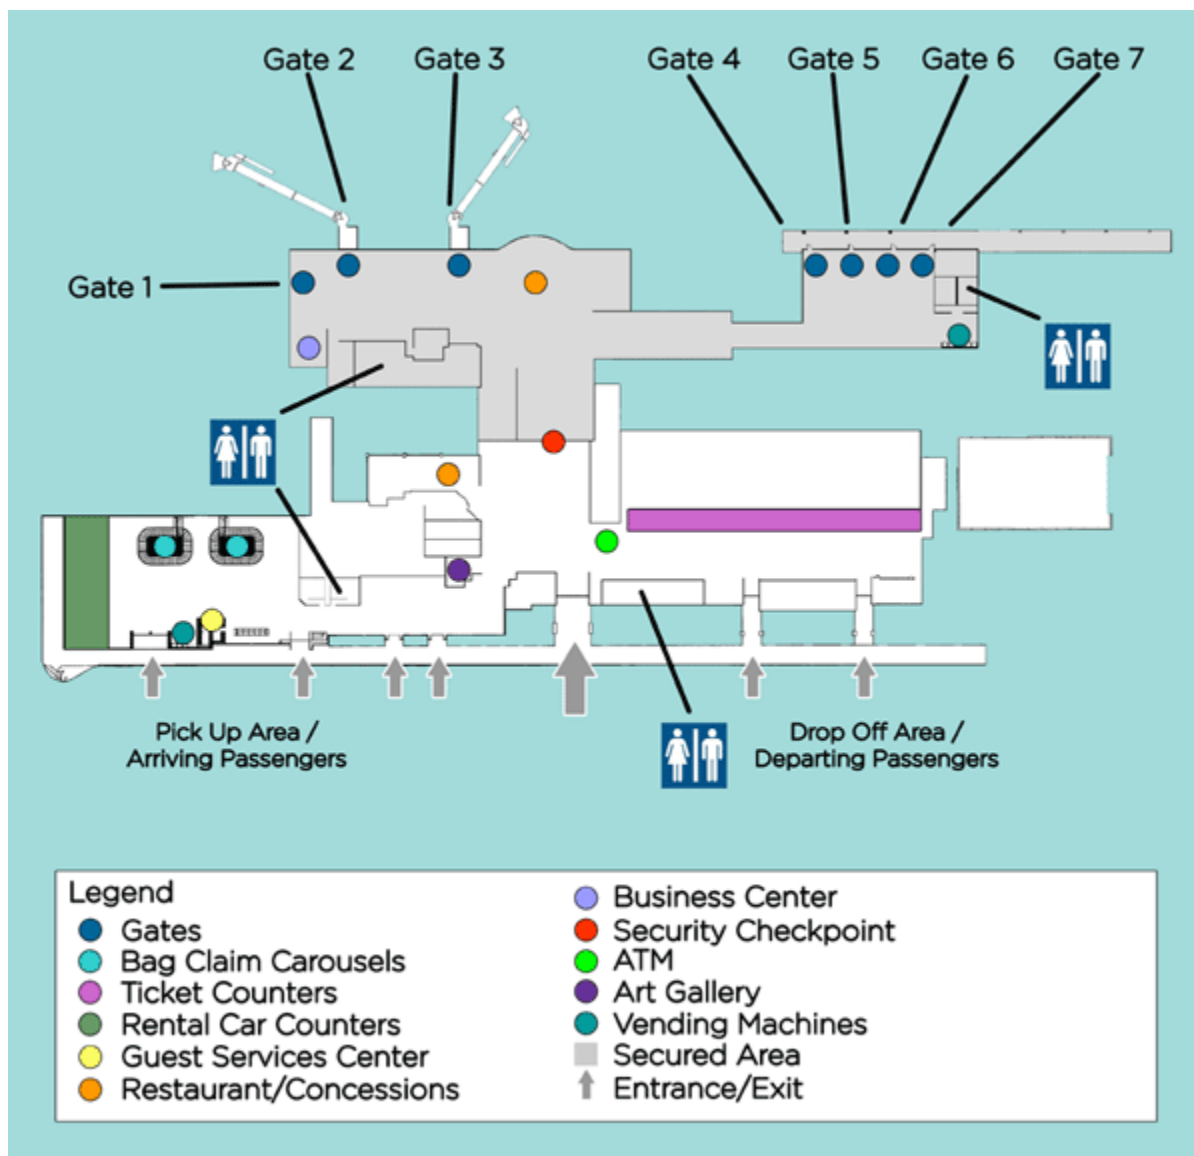 Gate 2
Gate 3
Gate 4
Gate 5
Gate 6
Gate 7
Gate 1
Pick Up Area /
Arriving Passengers
Drop Off Area /
Departing Passengers
Legend
Gates
Bag Claim Carousels
Ticket Counters
Rental Car Counters
Guest Services Center
Restaurant/Concessions
Business Center
Security Checkpoint
ATM
Art Gallery
Vending Machines
Secured Area
Entrance/Exit